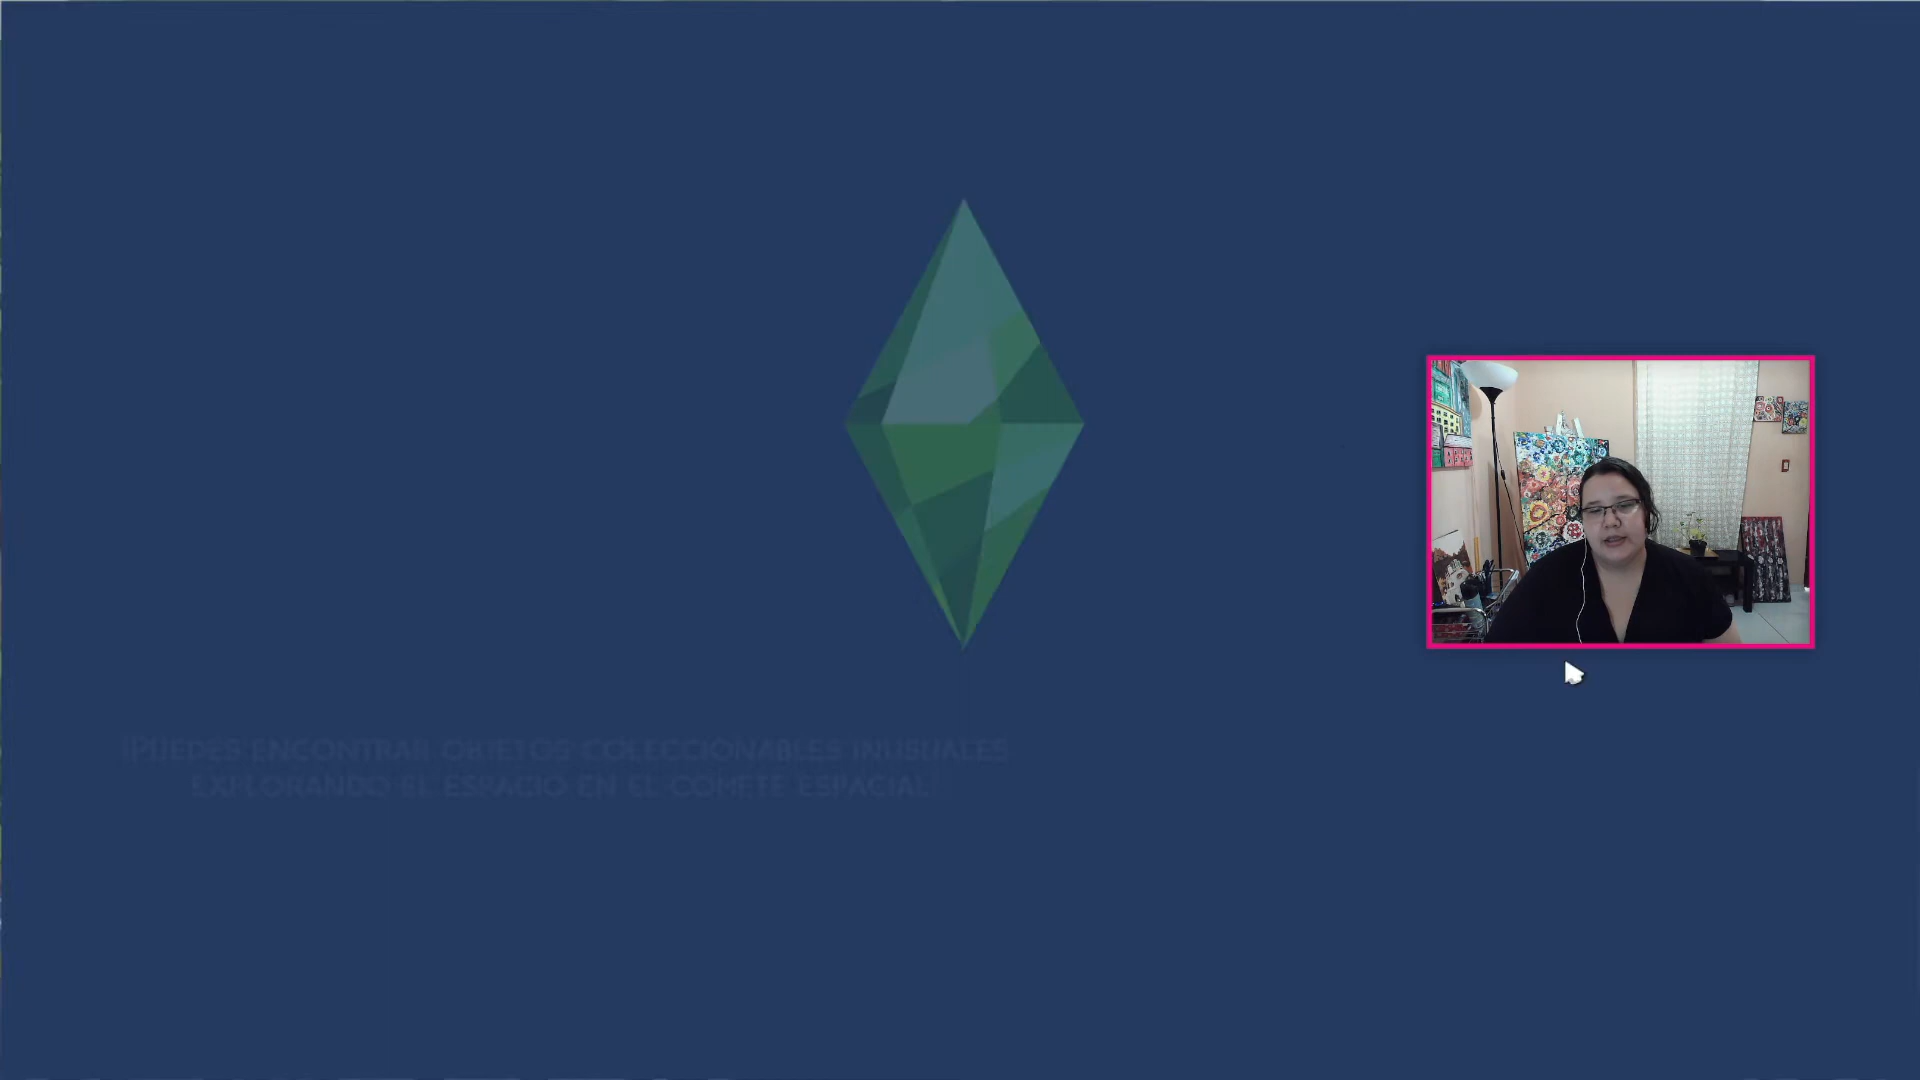 ¡PUEDES ENCONTRAR OBJETOS COLECCIONABLES INUSUALES
EXPLORANDO EL ESPACIO EN EL COHETE ESPACIAL!